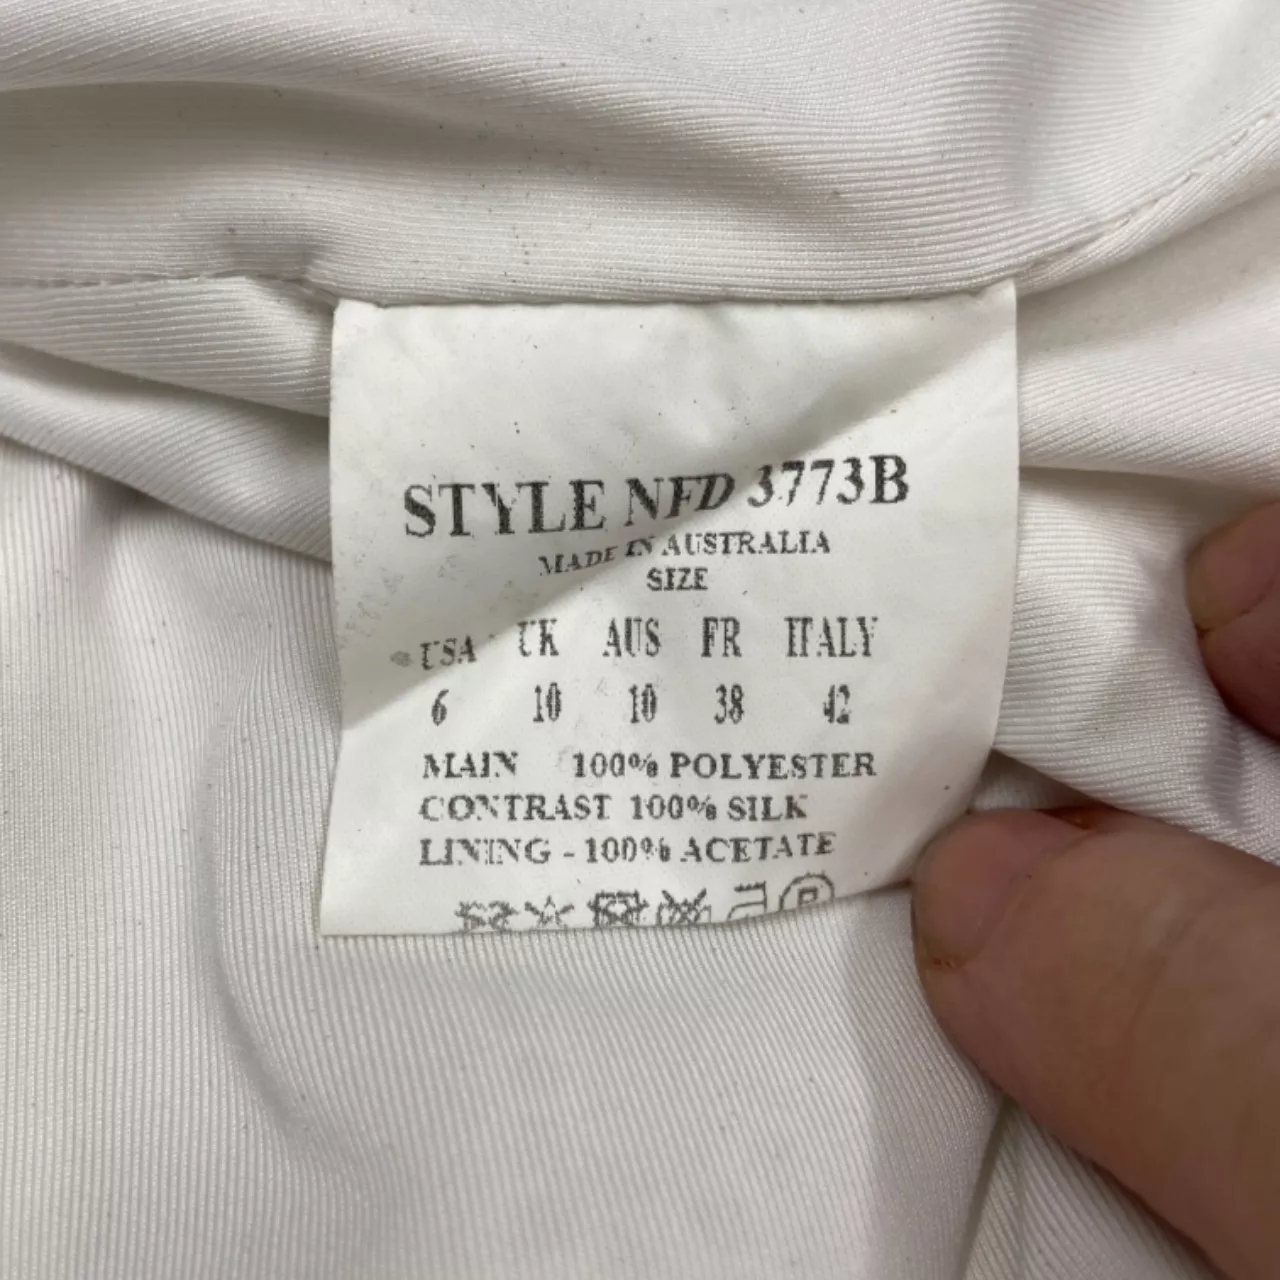 STYLE NFD 3773B
MADE IN AUSTRALIA
SIZE
USA UK AUS FR ITALY
6 10 10 38 42
MAIN 100% POLYESTER
CONTRAST 100% SILK
LINING - 100% ACETATE
P